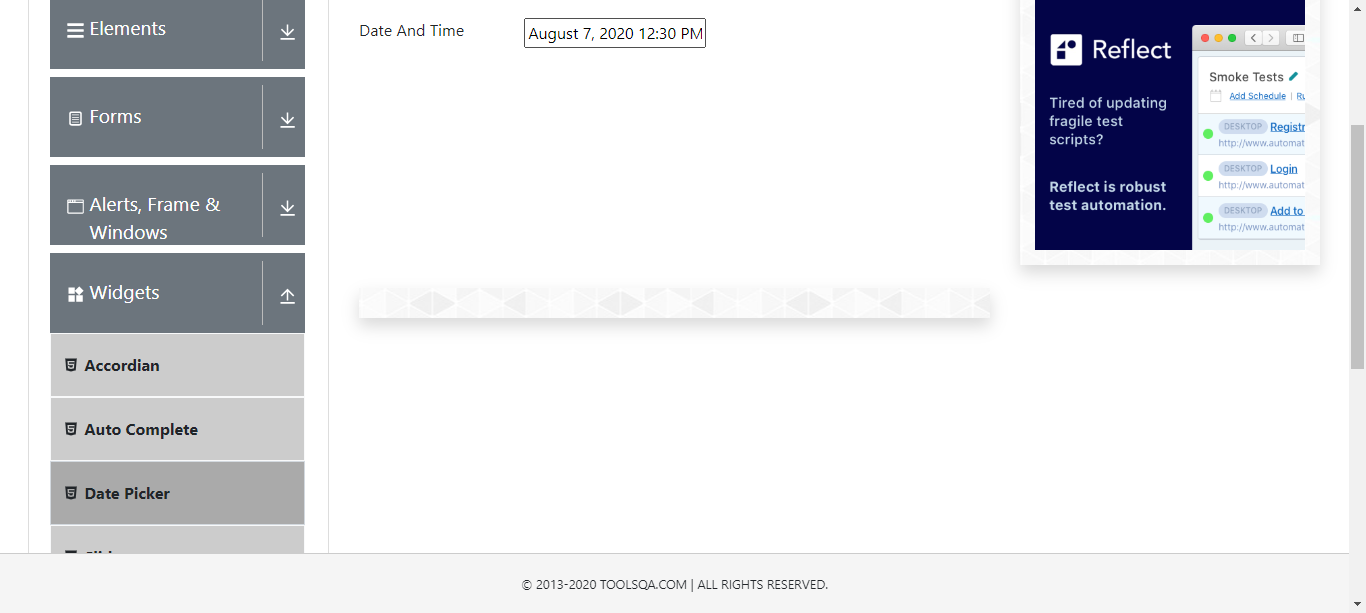 Elements
Forms
Alerts, Frame &
Windows
Widgets
Accordian
Auto Complete
Date Picker
Date And Time
August 7, 2020 12:30 PM
Reflect
Tired of updating
fragile test
scripts?
Reflect is robust
test automation.
Smoke Tests
Add Schedule |
DESKTOP
http://www.automat
DESKTOP Login
http://www.automat
DESKTOP Add to
http://www.automat
© 2013-2020 TOOLSQA.COM | ALL RIGHTS RESERVED.